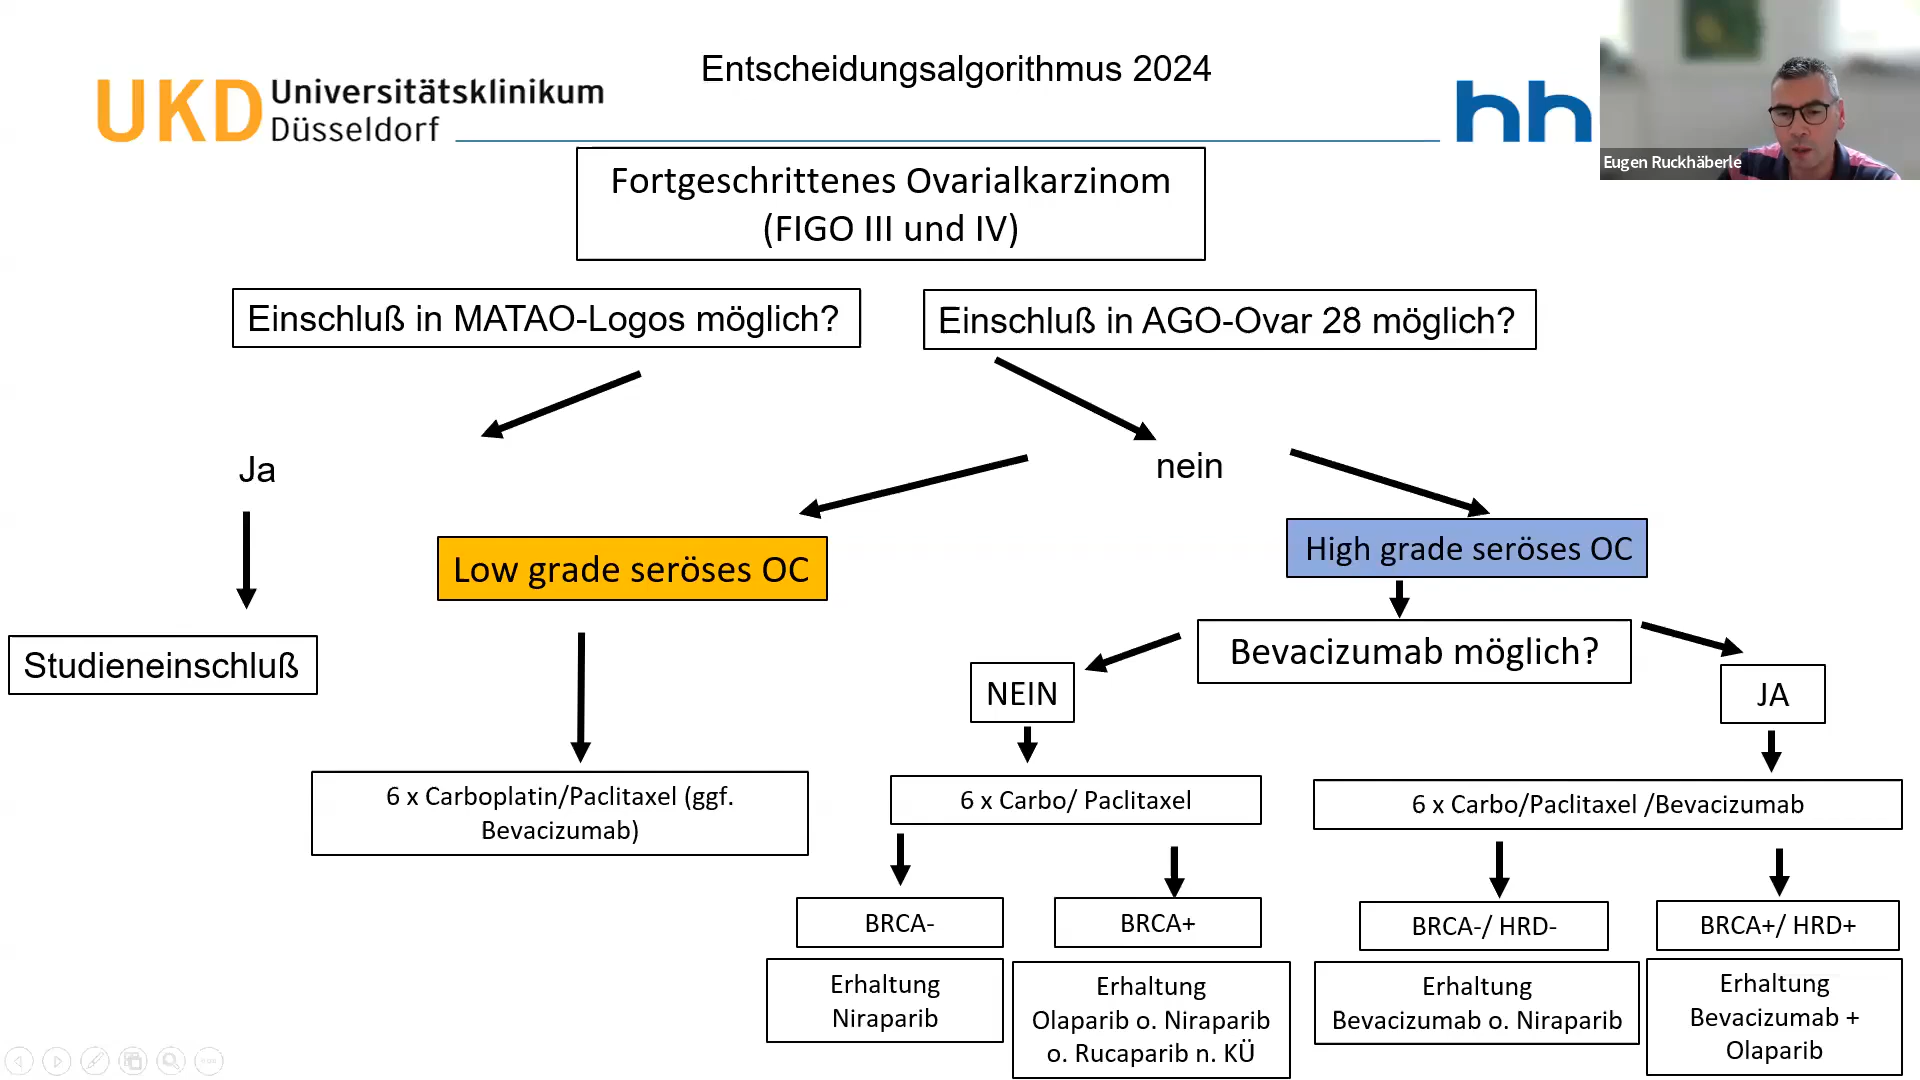 Entscheidungsalgorithmus 2024
UKD Universitätsklinikum
Düsseldorf
hh
Eugen Ruckhäberle
Fortgeschrittenes Ovarialkarzinom
(FIGO III und IV)
Einschluß in MATAO-Logos möglich?
Einschluß in AGO-Ovar 28 möglich?
Ja
nein
Studieneinschluß
Low grade seröses OC
High grade seröses OC
Bevacizumab möglich?
NEIN
JA
6 x Carboplatin/Paclitaxel (ggf.
Bevacizumab)
6 x Carbo/ Paclitaxel
6 x Carbo/Paclitaxel /Bevacizumab
BRCA-
BRCA+
BRCA-/ HRD-
BRCA+/ HRD+
Erhaltung
Niraparib
Erhaltung
Olaparib o. Niraparib
o. Rucaparib n. KÜ
Erhaltung
Bevacizumab o. Niraparib
Erhaltung
Bevacizumab +
Olaparib